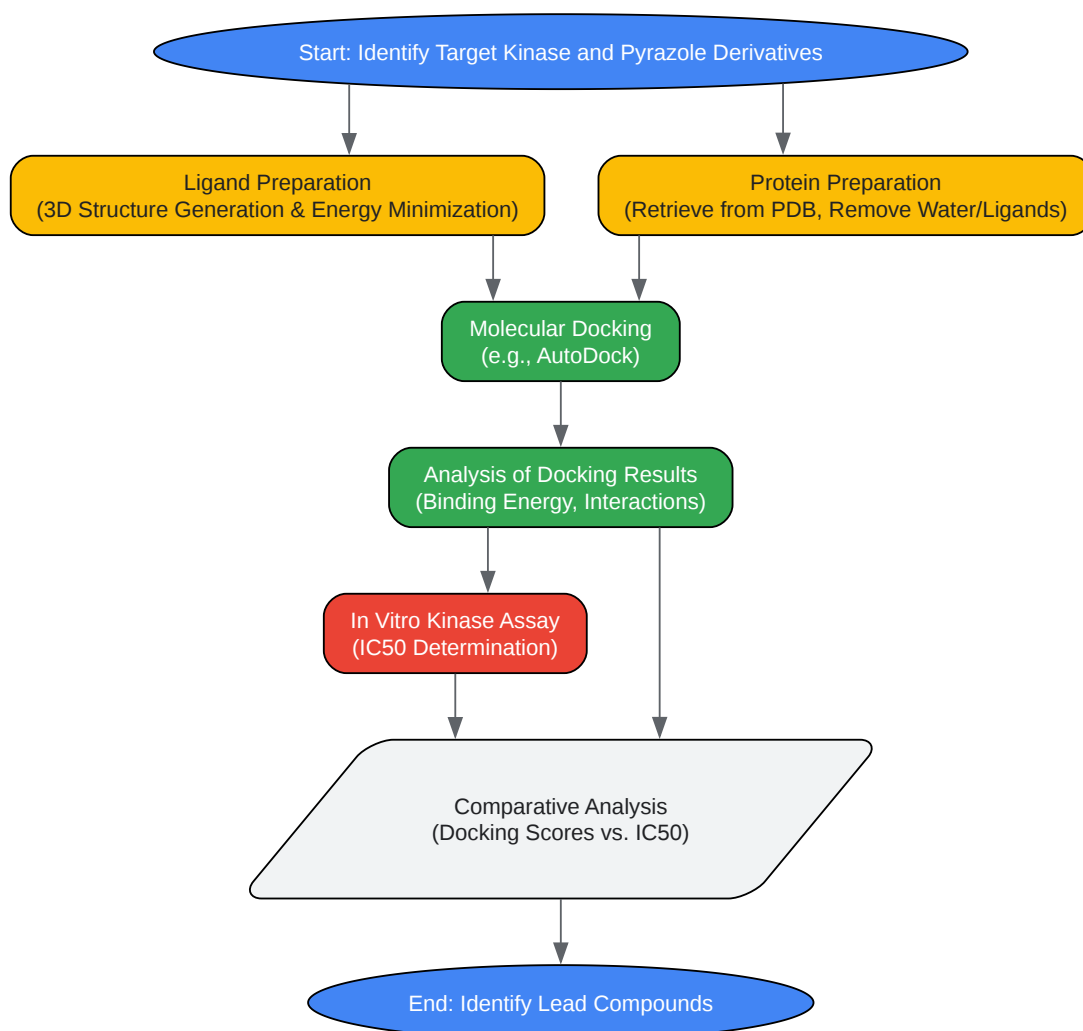 Start: Identify Target Kinase and Pyrazole Derivatives
Ligand Preparation
(3D Structure Generation & Energy Minimization)
Protein Preparation
(Retrieve from PDB, Remove Water/Ligands)
Molecular Docking
(e.g., AutoDock)
Analysis of Docking Results
(Binding Energy, Interactions)
In Vitro Kinase Assay
(IC50 Determination)
Comparative Analysis
(Docking Scores vs. IC50)
End: Identify Lead Compounds